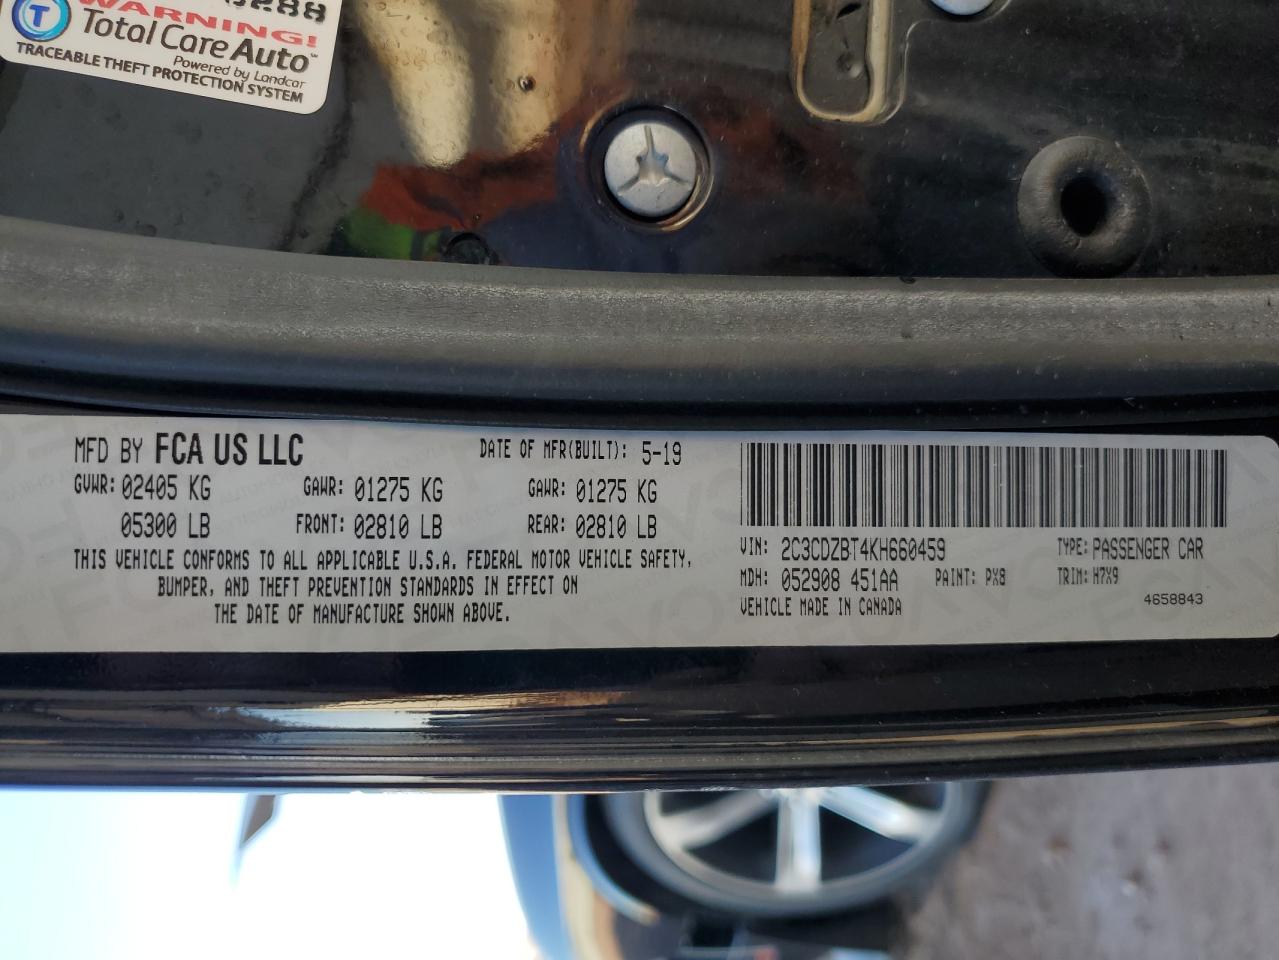 288
WARNING!
T Total Care Auto
Powered by Landcar
TRACEABLE THEFT PROTECTION SYSTEM
MFD BY FCA US LLC DATE OF MFR(BUILT): 5-19
GVWR: 02405 KG GAWR: 01275 KG GAWR: 01275 KG
05300 LB FRONT: 02810 LB REAR: 02810 LB
THIS VEHICLE CONFORMS TO ALL APPLICABLE U.S.A. FEDERAL MOTOR VEHICLE SAFETY,
BUMPER, AND THEFT PREVENTION STANDARDS IN EFFECT ON
THE DATE OF MANUFACTURE SHOWN ABOVE.
VIN: 2C3CDZBT4KH660459 TYPE: PASSENGER CAR
MDH: 052908 451AA PAINT: PX8 TRIM: H7X9
VEHICLE MADE IN CANADA 4658843